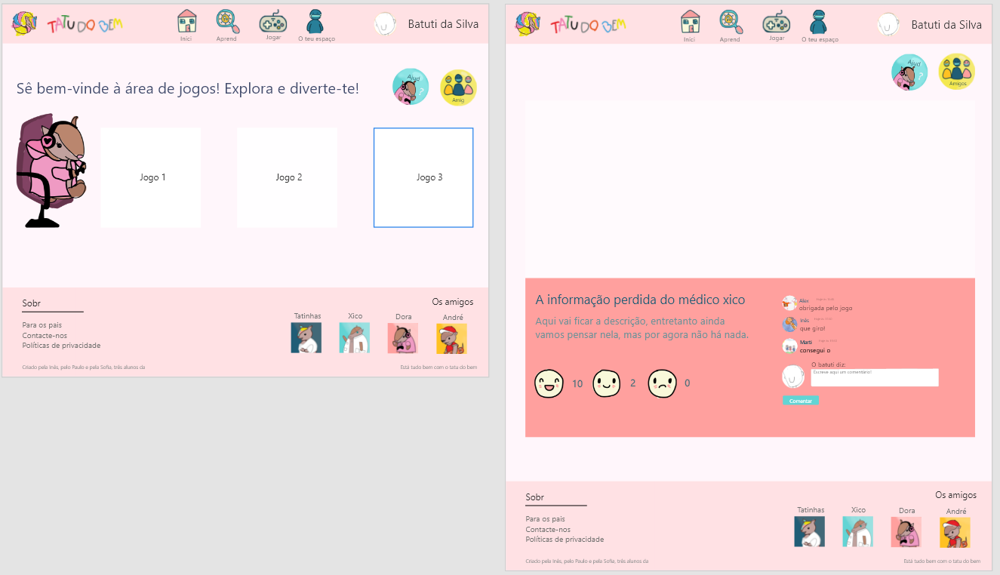 TATU DO BEM
Inici
Aprend
Jogar
O teu espaço
Batuti da Silva
Sê bem-vinde à área de jogos! Explora e diverte-te!
Ajud
?
Amig
Jogo 1
Jogo 2
Jogo 3
Sobr
Para os pais
Contacte-nos
Políticas de privacidade
Os amigos
Tatinhas
Xico
Dora
André
Criado pela Inês, pelo Paulo e pela Sofia, três alunos da
Está tudo bem com o tatu do bem
TATU DO BEM
Inici
Aprend
Jogar
O teu espaço
Batuti da Silva
Ajud
?
Amigos
A informação perdida do médico xico
Aqui vai ficar a descrição, entretanto ainda
vamos pensar nela, mas por agora não há nada.
10
2
0
Alex
obrigada pelo jogo
Inês
que giro!
Marti
consegui o
O batuti diz:
Escreve aqui um comentário!
Comentar
Sobr
Para os pais
Contacte-nos
Políticas de privacidade
Os amigos
Tatinhas
Xico
Dora
André
Criado pela Inês, pelo Paulo e pela Sofia, três alunos da
Está tudo bem com o tatu do bem